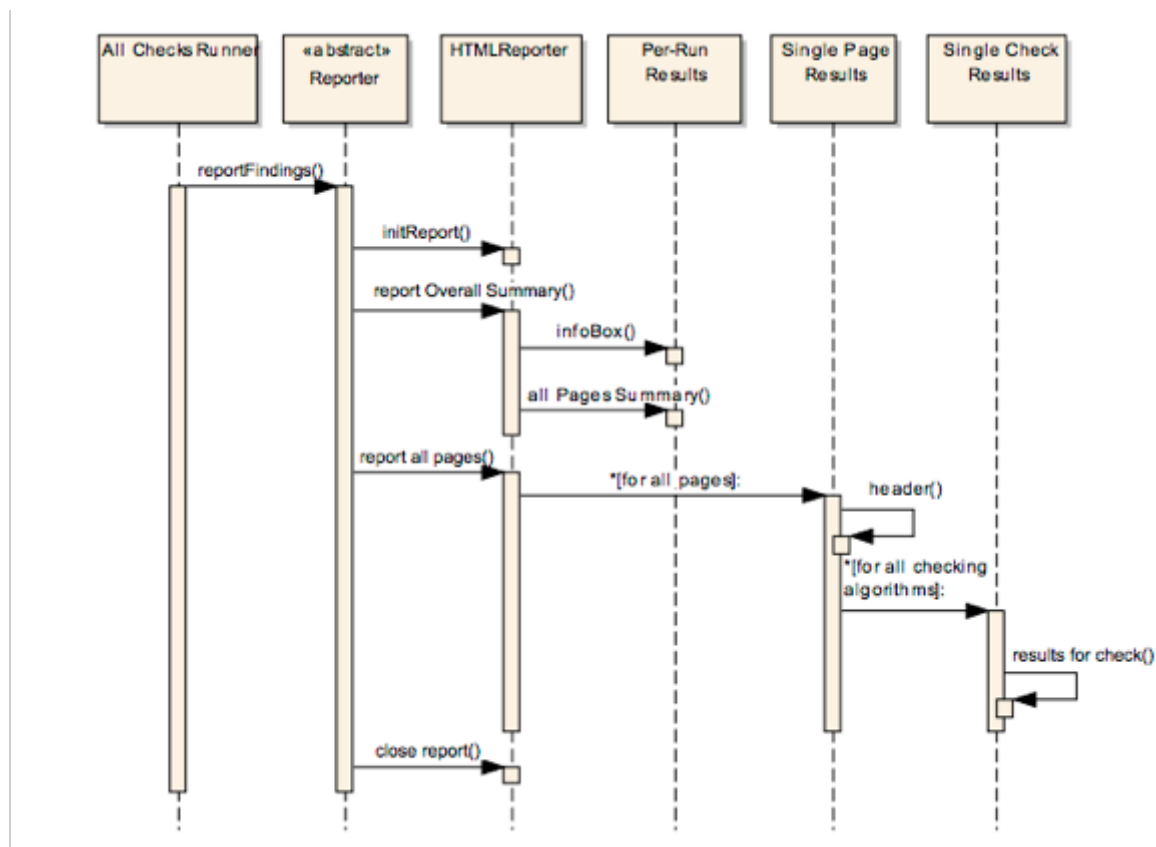 All Checks Runner
«abstract»
Reporter
HTMLReporter
Per-Run
Results
Single Page
Results
Single Check
Results
reportFindings()
initReport()
report Overall Summary()
infoBox()
all Pages Summary()
report all pages()
*[for all pages]:
header()
*[for all checking
algorithms]:
results for check()
close report()